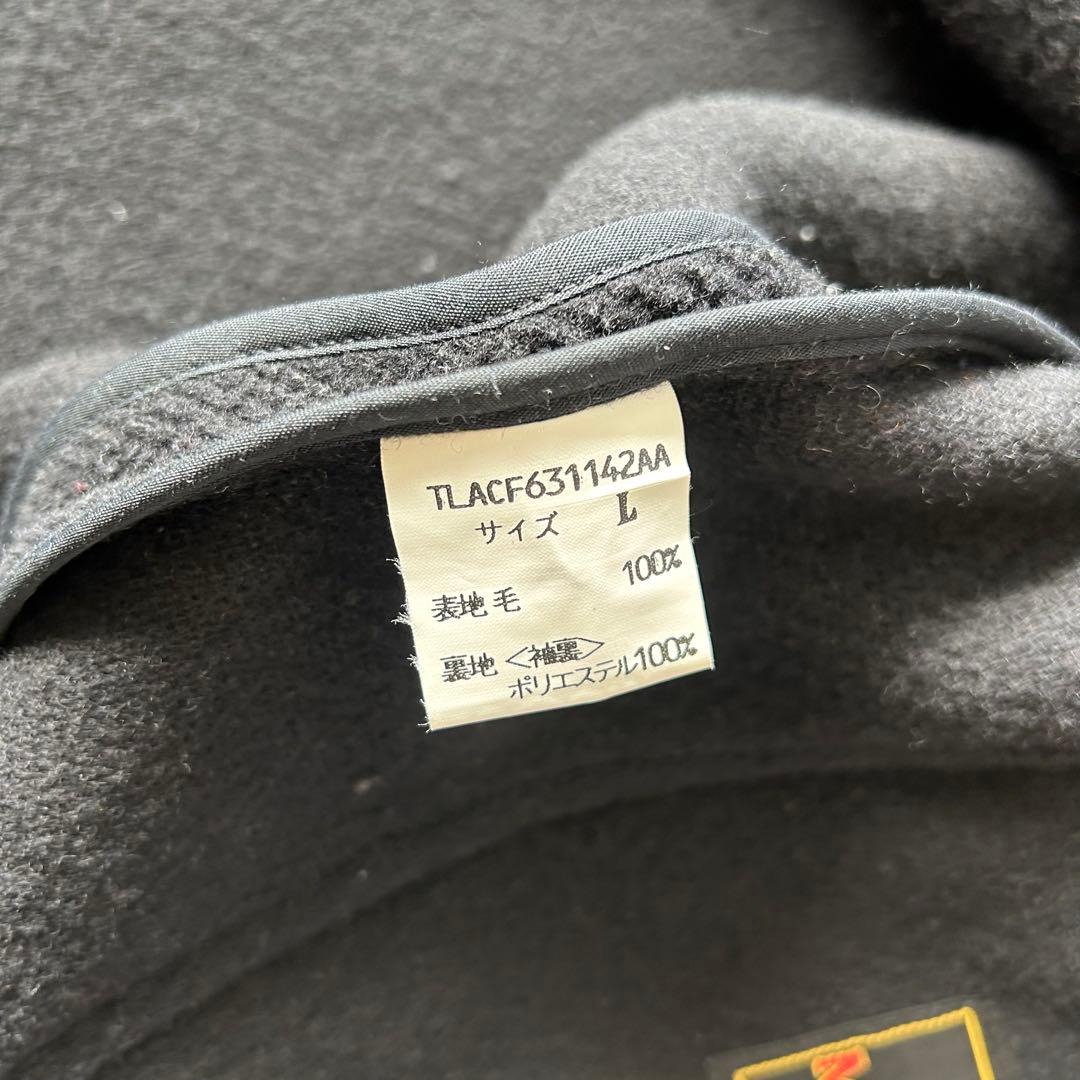 TLACF631142AA
サイズ L
表地 毛 100%
裏地 <袖裏>
ポリエステル100%